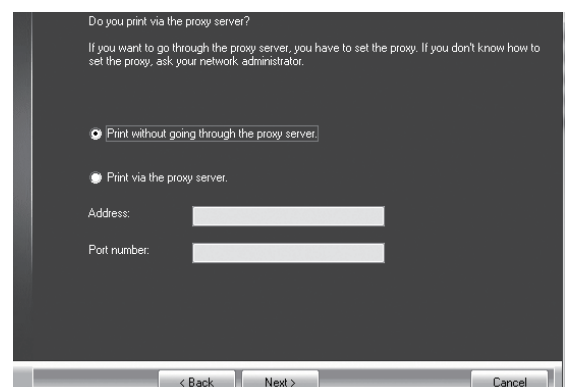 Do you print via the proxy server?
If you want to go through the proxy server, you have to set the proxy. If you don't know how to
set the proxy, ask your network administrator.
Print without going through the proxy server.
Print via the proxy server.
Address:
Port number:
< Back Next > Cancel